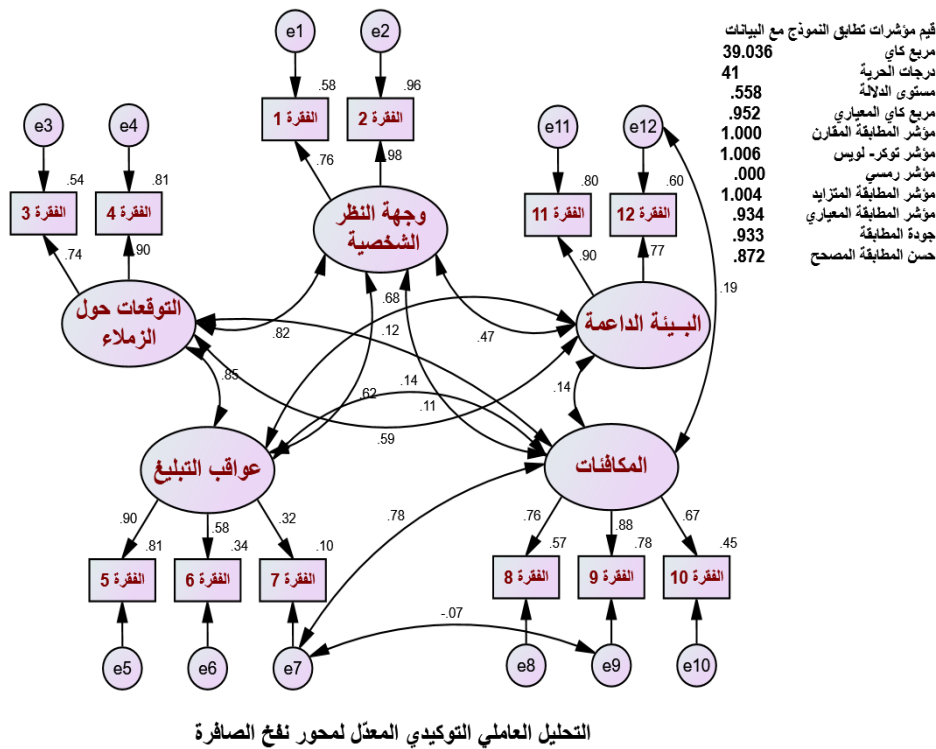 قيم مؤشرات تطابق النموذج مع البيانات
مربع كاي 39.036
درجات الحرية 41
مستوى الدلالة .558
مربع كاي المعياري .952
مؤشر المطابقة المقارن 1.000
مؤشر توكر- لويس 1.006
مؤشر رمسي .000
مؤشر المطابقة المتزايد 1.004
مؤشر المطابقة المعياري .934
جودة المطابقة .933
حسن المطابقة المصحح .872
e1
e2
.58
.96
الفقرة 1
الفقرة 2
.76
.98
وجهة النظر
الشخصية
e3
e4
.54
.81
الفقرة 3
الفقرة 4
.74
.90
التوقعات حول
الزملاء
e11
e12
.80
.60
الفقرة 11
الفقرة 12
.90
.77
البيئة الداعمة
.19
.82
.68
.12
.47
.85
.62
.14
.11
.14
.59
عواقب التبليغ
المكافئات
.90
.58
.32
.81
.34
.10
الفقرة 5
الفقرة 6
الفقرة 7
e5
e6
e7
.78
-.07
.76
.88
.67
.57
.78
.45
الفقرة 8
الفقرة 9
الفقرة 10
e8
e9
e10
التحليل العاملي التوكيدي المعدّل لمحور نفخ الصافرة